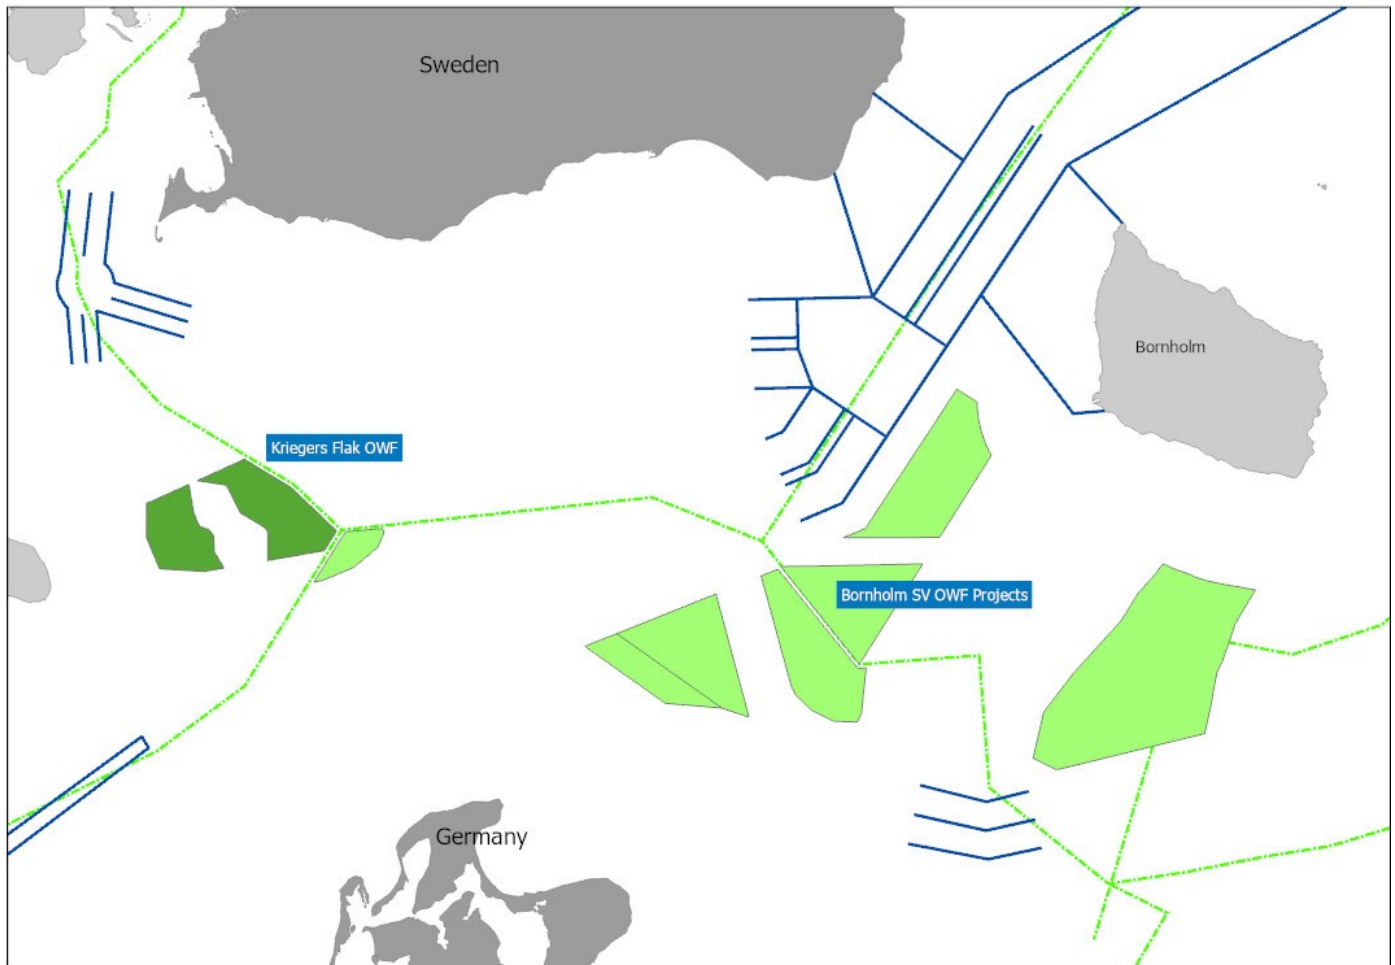 Sweden
Bornholm
Kriegers Flak OWF
Bornholm SV OWF Projects
Germany